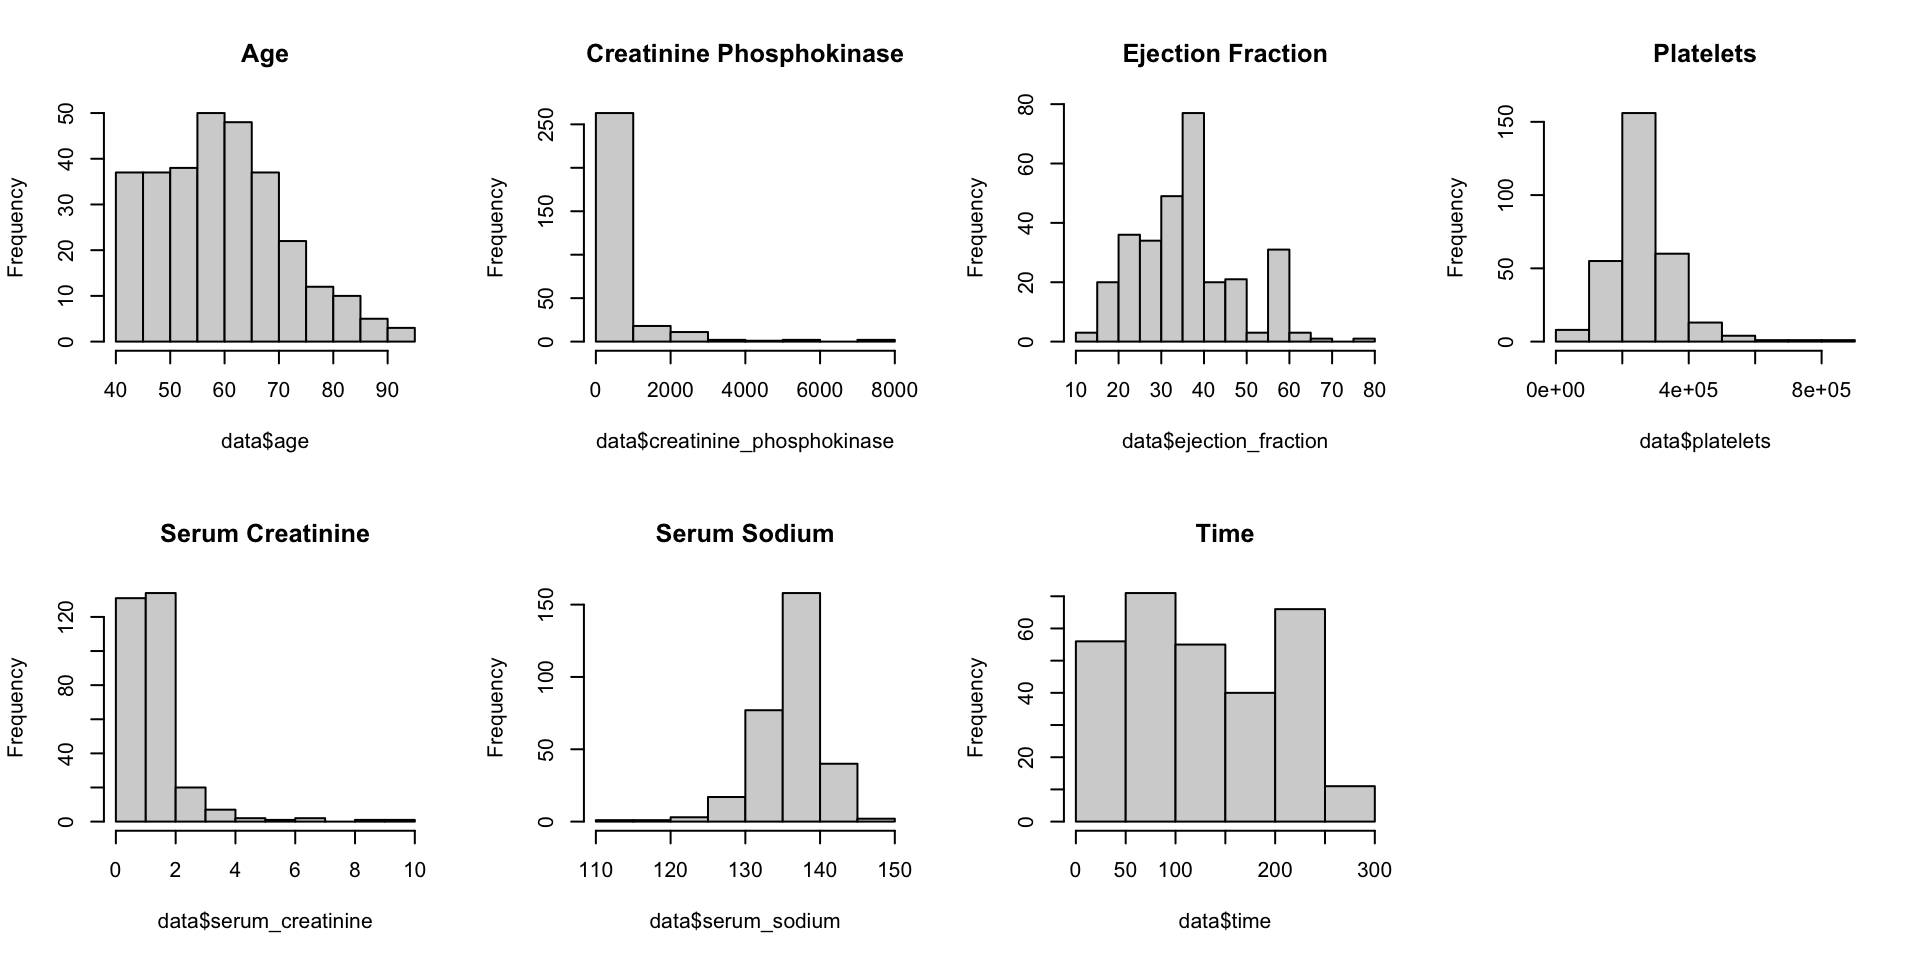 Age
Frequency
0 10 20 30 40 50
40 50 60 70 80 90
data$age
Creatinine Phosphokinase
Frequency
0 50 150 250
0 2000 4000 6000 8000
data$creatinine_phosphokinase
Ejection Fraction
Frequency
0 20 40 60 80
10 20 30 40 50 60 70 80
data$ejection_fraction
Platelets
Frequency
0 50 100 150
0e+00 4e+05 8e+05
data$platelets
Serum Creatinine
Frequency
0 40 80 120
0 2 4 6 8 10
data$serum_creatinine
Serum Sodium
Frequency
0 50 100 150
110 120 130 140 150
data$serum_sodium
Time
Frequency
0 20 40 60
0 50 100 200 300
data$time